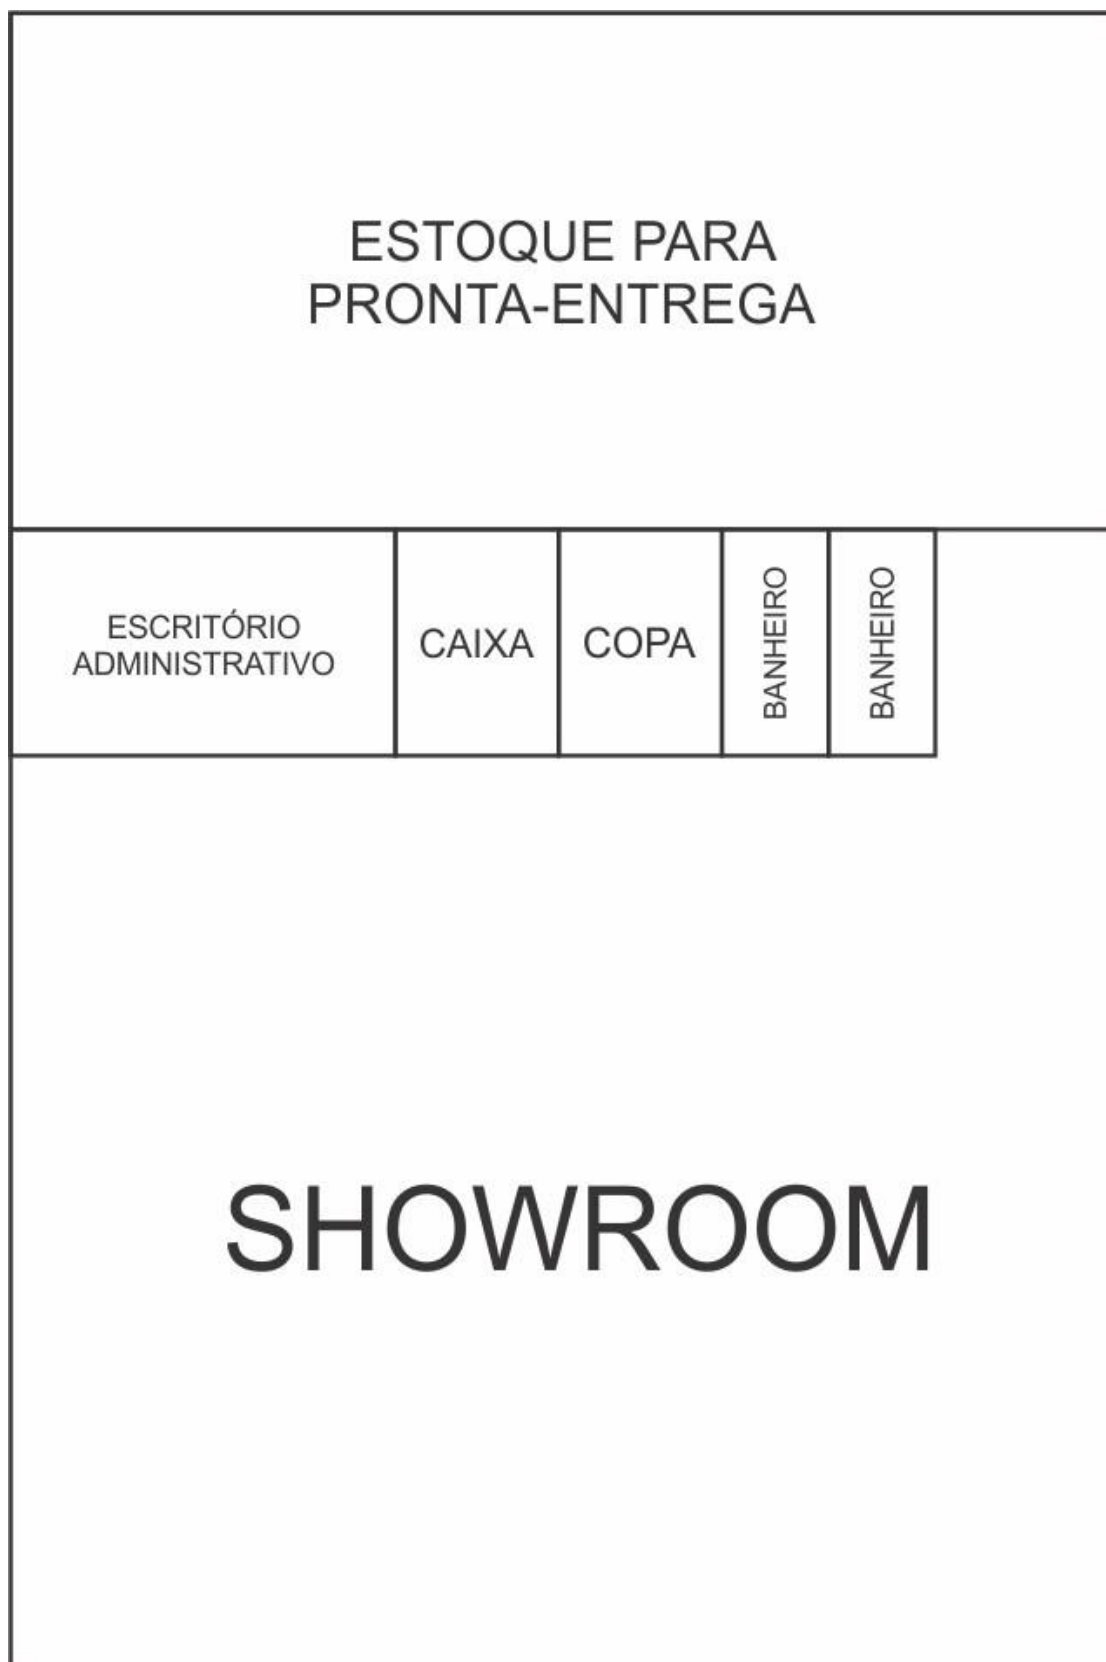 ESTOQUE PARA
PRONTA-ENTREGA
ESCRITÓRIO
ADMINISTRATIVO
CAIXA
COPA
BANHEIRO
BANHEIRO
SHOWROOM